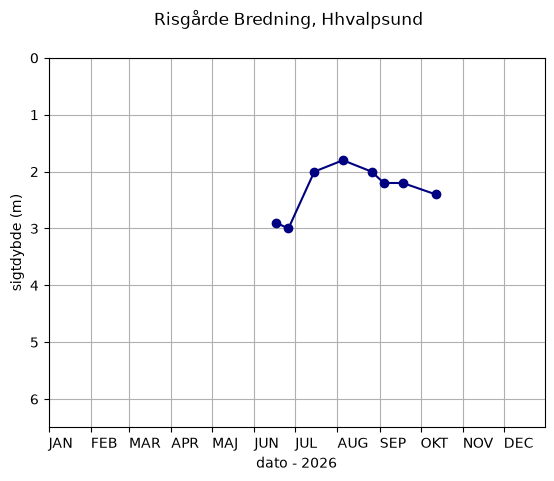 Risgårde Bredning, Hhvalpsund
0
1
2
3
4
5
6
sigtdybde (m)
JAN FEB MAR APR MAJ JUN JUL AUG SEP OKT NOV DEC
dato - 2026